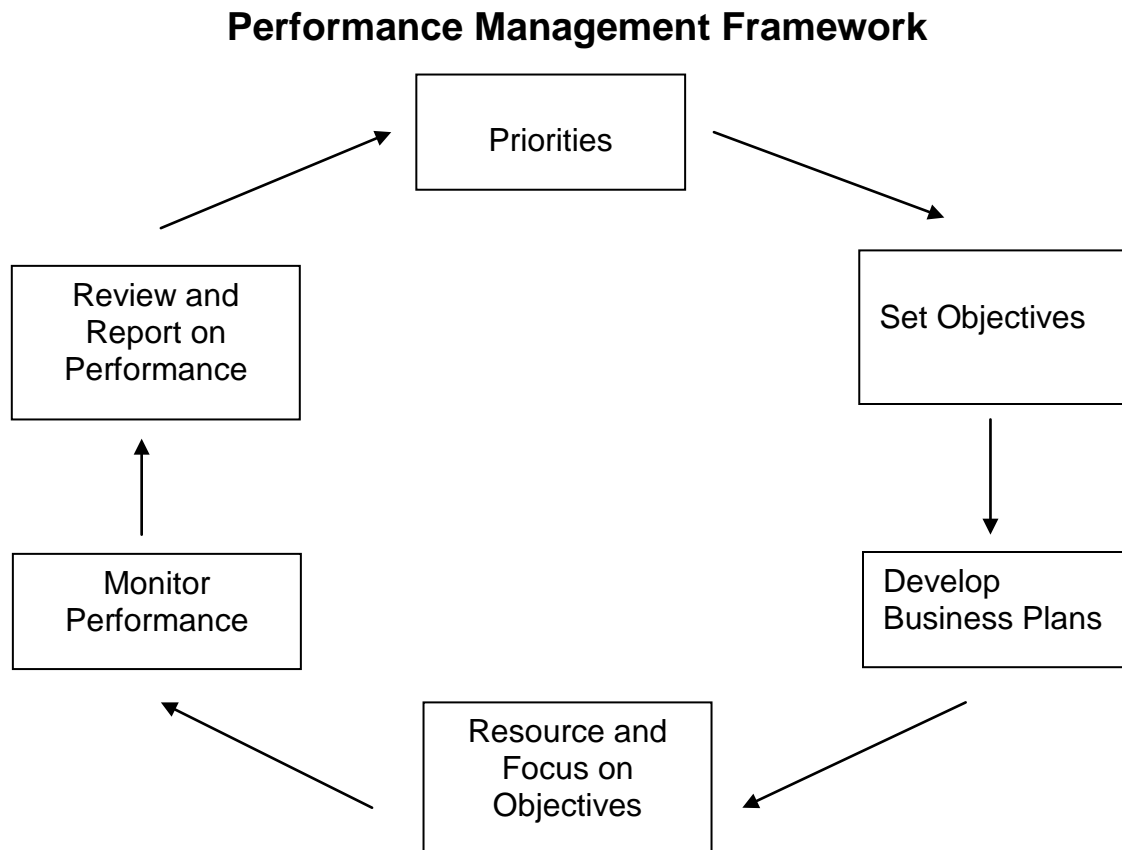 Performance Management Framework
Priorities
Set Objectives
Develop
Business Plans
Resource and
Focus on
Objectives
Monitor
Performance
Review and
Report on
Performance